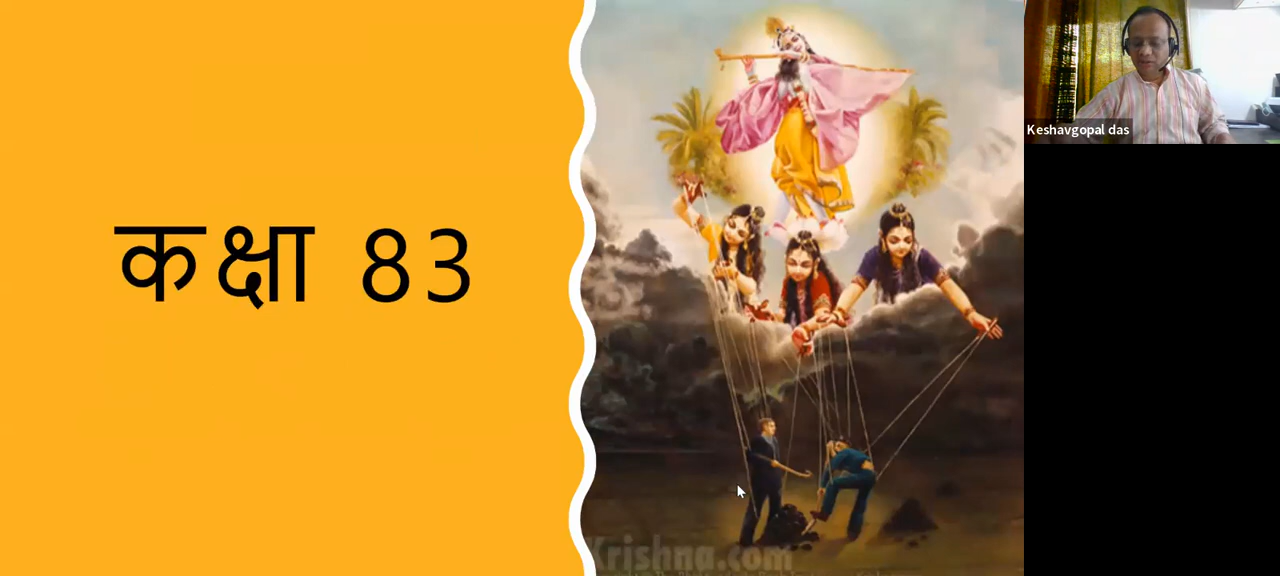 कक्षा 83
Keshavgopal das
Krishna.com